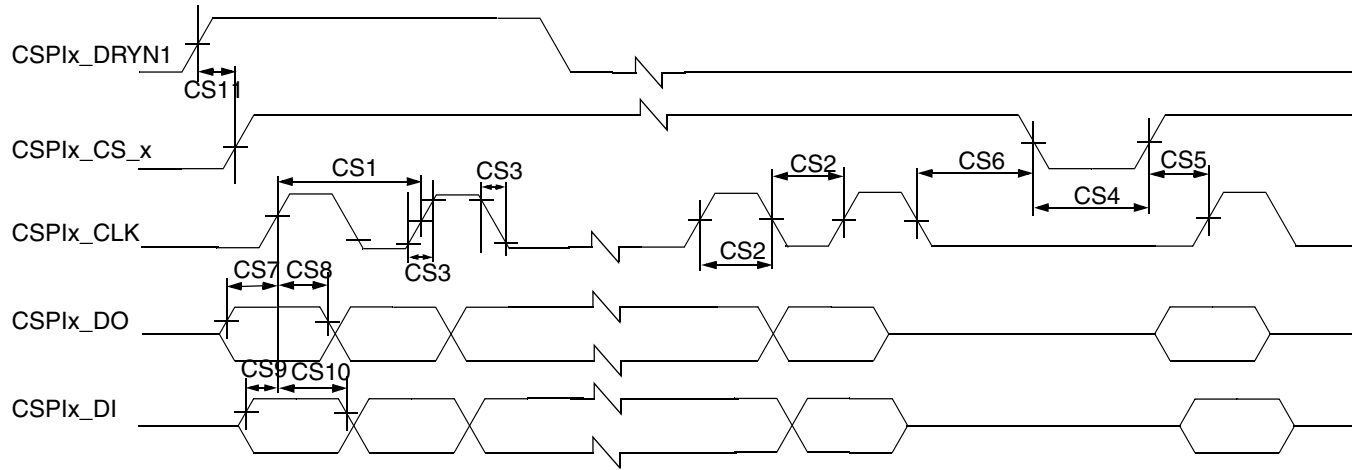 CSPIx_DRYN1
CS11
CSPIx_CS_x
CS1
CS3
CS2
CS6
CS5
CS4
CSPIx_CLK
CS3
CS2
CS7
CS8
CSPIx_DO
CS9
CS10
CSPIx_DI